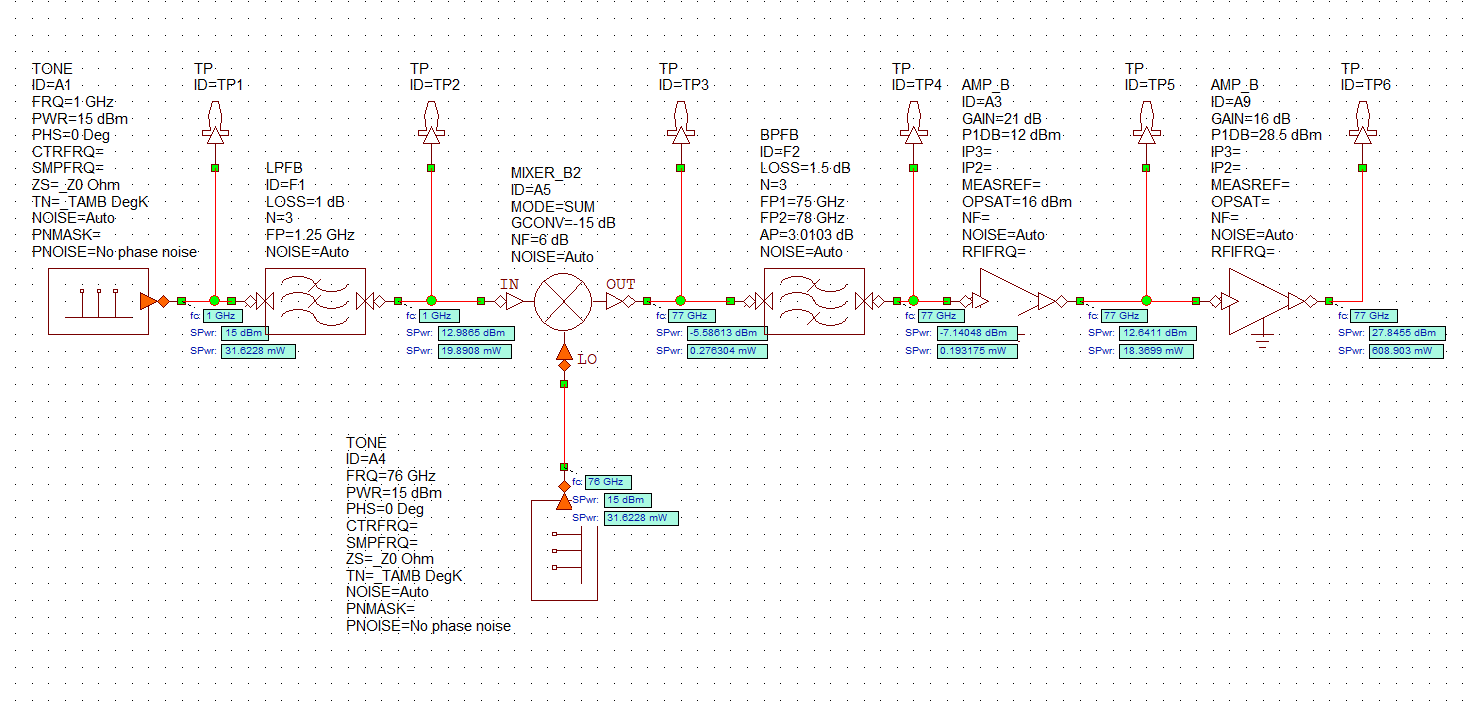 TONE
ID=A1
FRQ=1 GHz
PWR=15 dBm
PHS=0 Deg
CTRFRQ=
SMPFRQ=
ZS=_Z0 Ohm
TN=_TAMB DegK
NOISE=Auto
PNMASK=
PNOISE=No phase noise
TP
ID=TP1
fc: 1 GHz
SPwr: 15 dBm
SPwr: 31.6228 mW
LPFB
ID=F1
LOSS=1 dB
N=3
FP=1.25 GHz
NOISE=Auto
TP
ID=TP2
fc: 1 GHz
SPwr: 12.9865 dBm
SPwr: 19.8908 mW
MIXER_B2
ID=A5
MODE=SUM
GCONV=-15 dB
NF=6 dB
NOISE=Auto
IN
OUT
LO
TP
ID=TP3
fc: 77 GHz
SPwr: -5.58613 dBm
SPwr: 0.276304 mW
BPFB
ID=F2
LOSS=1.5 dB
N=3
FP1=75 GHz
FP2=78 GHz
AP=3.0103 dB
NOISE=Auto
TP
ID=TP4
fc: 77 GHz
SPwr: -7.14048 dBm
SPwr: 0.193175 mW
AMP_B
ID=A3
GAIN=21 dB
P1DB=12 dBm
IP3=
IP2=
MEASREF=
OPSAT=16 dBm
NF=
NOISE=Auto
RFIFRQ=
TP
ID=TP5
fc: 77 GHz
SPwr: 12.6411 dBm
SPwr: 18.3699 mW
AMP_B
ID=A9
GAIN=16 dB
P1DB=28.5 dBm
IP3=
IP2=
MEASREF=
OPSAT=
NF=
NOISE=Auto
RFIFRQ=
TP
ID=TP6
fc: 77 GHz
SPwr: 27.8455 dBm
SPwr: 608.903 mW
TONE
ID=A4
FRQ=76 GHz
PWR=15 dBm
PHS=0 Deg
CTRFRQ=
SMPFRQ=
ZS=_Z0 Ohm
TN=_TAMB DegK
NOISE=Auto
PNMASK=
PNOISE=No phase noise
fc: 76 GHz
SPwr: 15 dBm
SPwr: 31.6228 mW